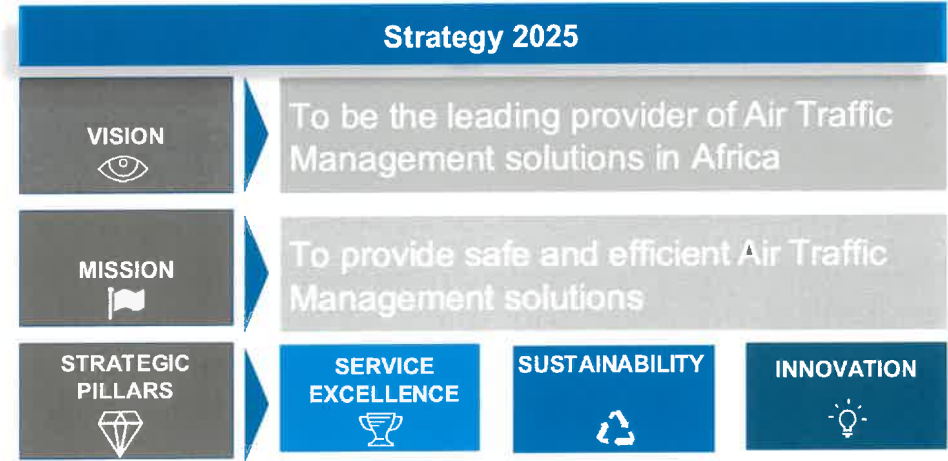 Strategy 2025
VISION
To be the leading provider of Air Traffic
Management solutions in Africa
MISSION
To provide safe and efficient Air Traffic
Management solutions
STRATEGIC
PILLARS
SERVICE
EXCELLENCE
SUSTAINABILITY
INNOVATION